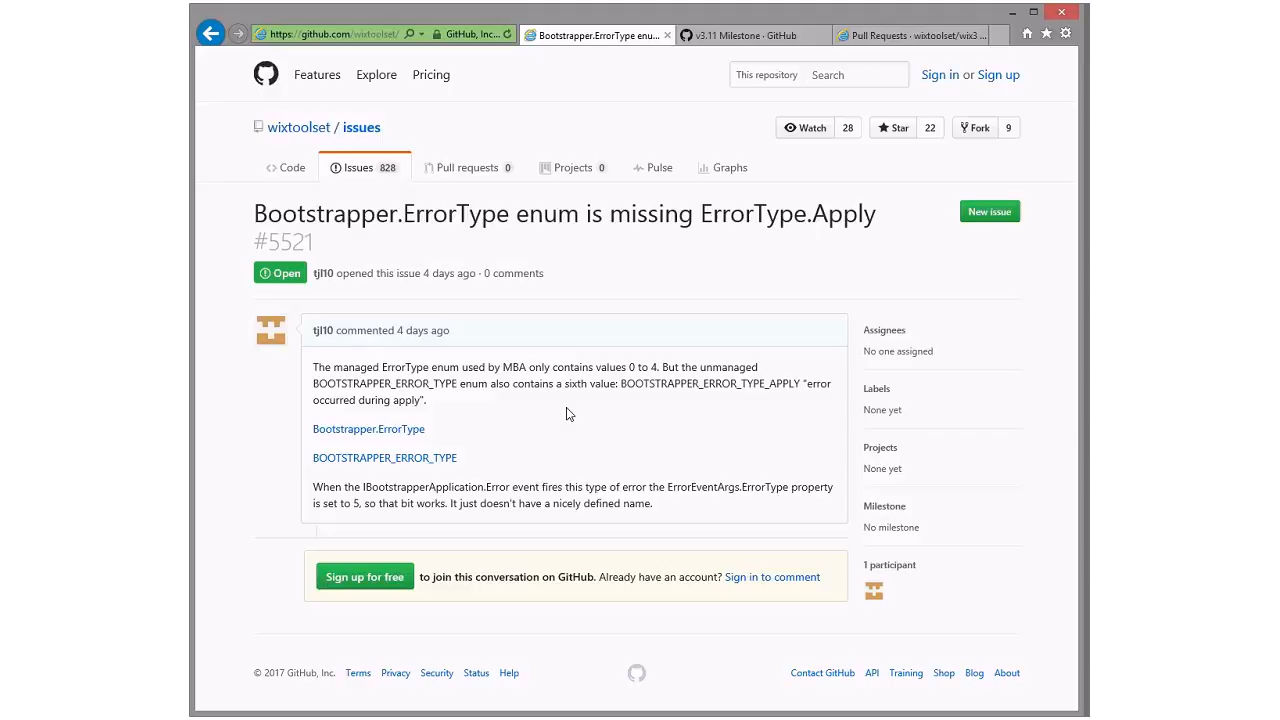 https://github.com/wixtoolset/ GitHub, Inc... Bootstrapper.ErrorType enu... v3.11 Milestone · GitHub Pull Requests · wixtoolset/wix3 ...
Features Explore Pricing This repository Search Sign in or Sign up
wixtoolset / issues Watch 28 Star 22 Fork 9
Code Issues 828 Pull requests 0 Projects 0 Pulse Graphs
Bootstrapper.ErrorType enum is missing ErrorType.Apply New issue
#5521
Open tjl10 opened this issue 4 days ago · 0 comments
tjl10 commented 4 days ago
The managed ErrorType enum used by MBA only contains values 0 to 4. But the unmanaged
BOOTSTRAPPER_ERROR_TYPE enum also contains a sixth value: BOOTSTRAPPER_ERROR_TYPE_APPLY "error
occurred during apply".
Bootstrapper.ErrorType
BOOTSTRAPPER_ERROR_TYPE
When the IBootstrapperApplication.Error event fires this type of error the ErrorEventArgs.ErrorType property
is set to 5, so that bit works. It just doesn't have a nicely defined name.
Assignees
No one assigned
Labels
None yet
Projects
None yet
Milestone
No milestone
1 participant
Sign up for free to join this conversation on GitHub. Already have an account? Sign in to comment
© 2017 GitHub, Inc. Terms Privacy Security Status Help Contact GitHub API Training Shop Blog About